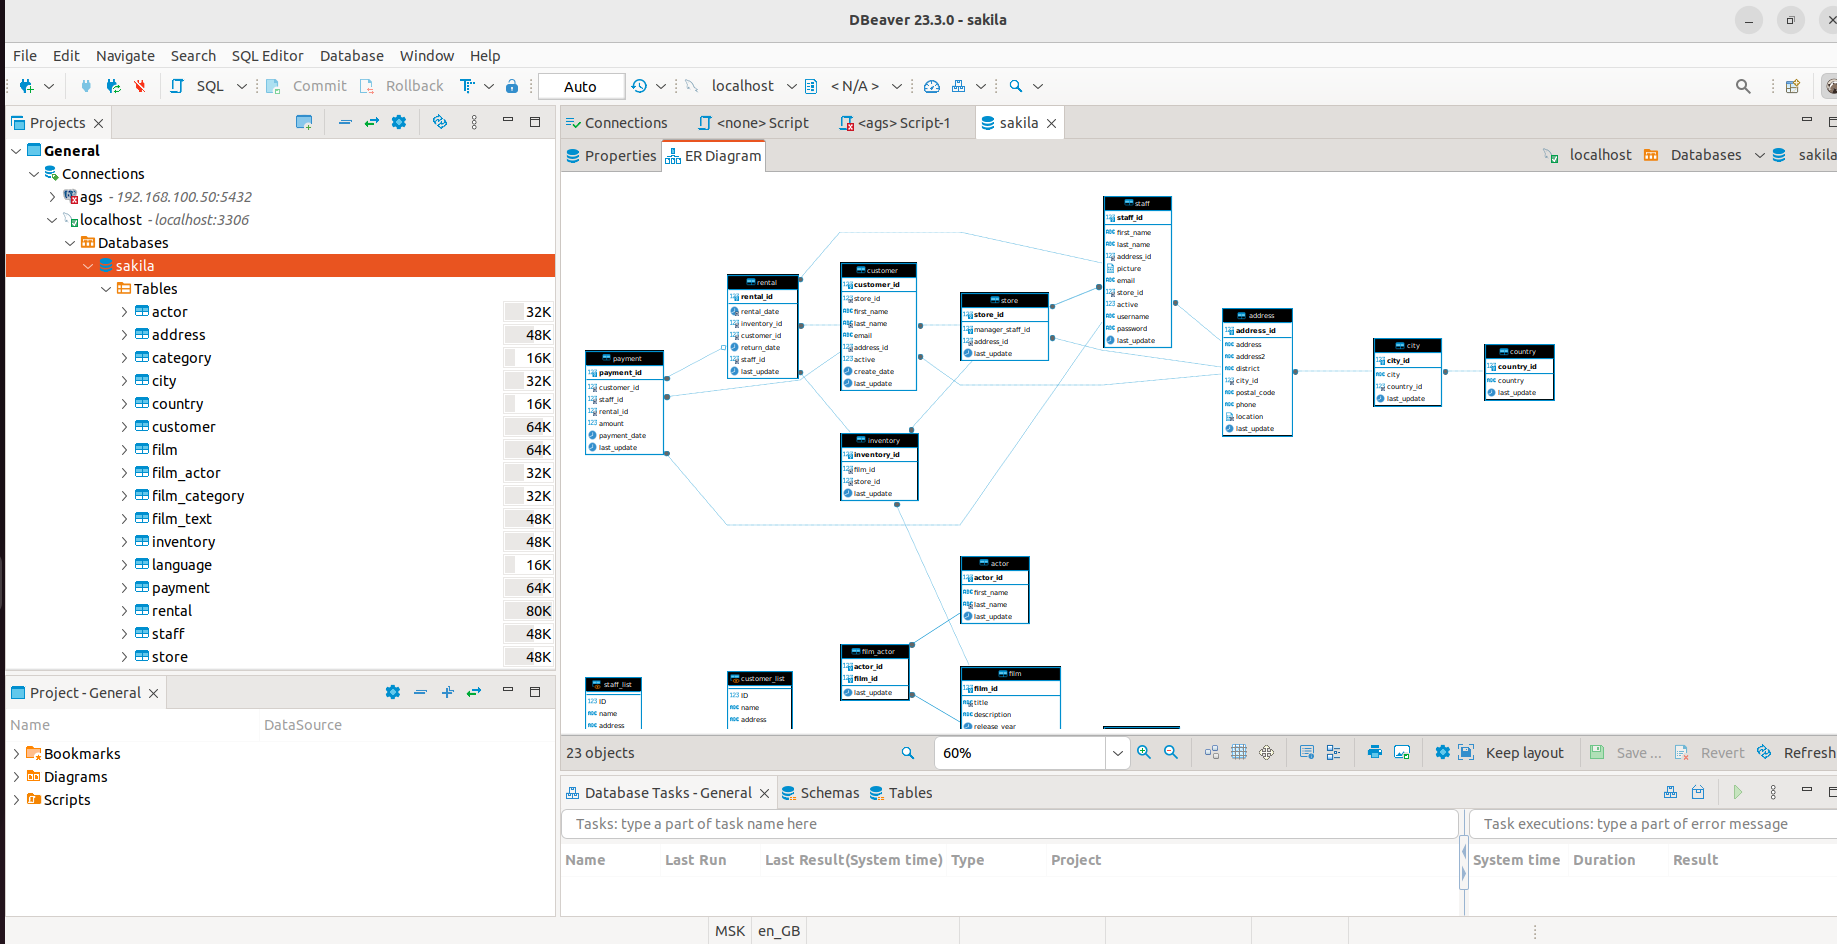 DBeaver 23.3.0 - sakila
File Edit Navigate Search SQL Editor Database Window Help
SQL Commit Rollback Auto localhost < N/A >
Projects
General
Connections
ags - 192.168.100.50:5432
localhost - localhost:3306
Databases
sakila
Tables
actor 32K
address 48K
category 16K
city 32K
country 16K
customer 64K
film 64K
film_actor 32K
film_category 32K
film_text 48K
inventory 48K
language 16K
payment 64K
rental 80K
staff 48K
store 48K
Project - General
Name DataSource
Bookmarks
Diagrams
Scripts
Connections <none> Script <ags> Script-1 sakila
Properties ER Diagram localhost Databases sakila
staff
staff_id
first_name
last_name
address_id
picture
email
store_id
active
username
password
last_update
customer
customer_id
store_id
first_name
last_name
email
address_id
active
create_date
last_update
rental
rental_id
rental_date
inventory_id
customer_id
return_date
staff_id
last_update
store
store_id
manager_staff_id
address_id
last_update
address
address_id
address
address2
district
city_id
postal_code
phone
location
last_update
city
city_id
city
country_id
last_update
country
country_id
country
last_update
payment
payment_id
customer_id
staff_id
rental_id
amount
payment_date
last_update
inventory
inventory_id
film_id
store_id
last_update
actor
actor_id
first_name
last_name
last_update
film_actor
actor_id
film_id
last_update
film
film_id
title
description
release_year
staff_list
ID
name
address
customer_list
ID
name
address
23 objects 60% Keep layout Save ... Revert Refresh
Database Tasks - General Schemas Tables
Tasks: type a part of task name here Task executions: type a part of error message
Name Last Run Last Result(System time) Type Project System time Duration Result
MSK en_GB